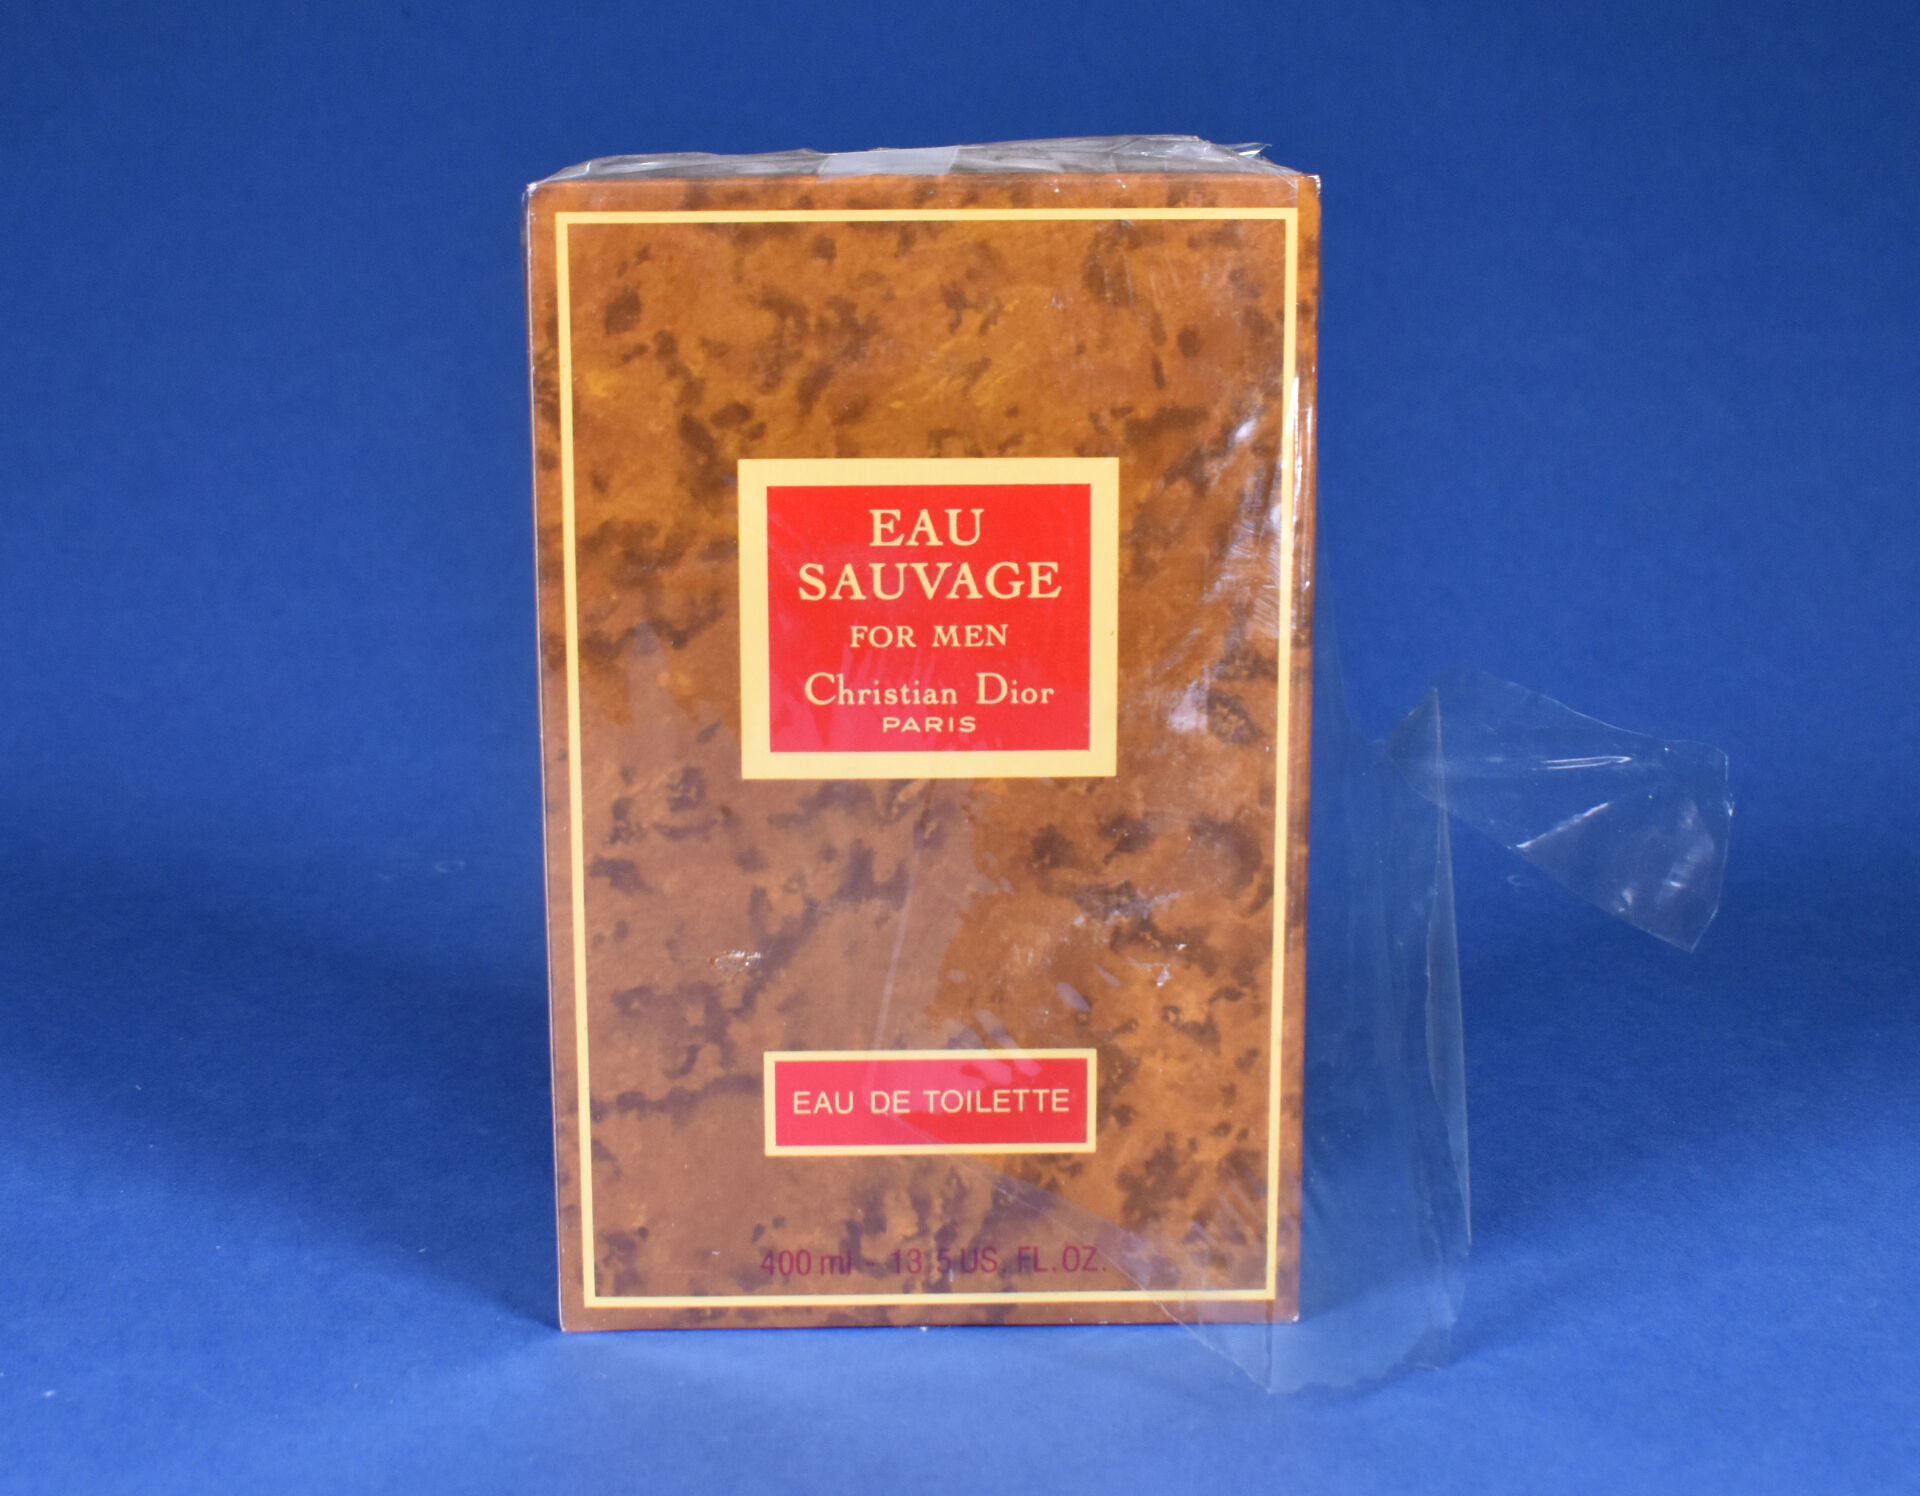 EAU
SAUVAGE
FOR MEN
Christian Dior
PARIS
EAU DE TOILETTE
400 ml - 13.5 US. FL.OZ.